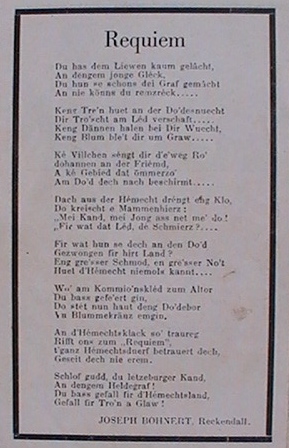 Requiem
Du has dem Liewen kaum gelächt,
An dengem jonge Gléck,
Du hun se schons dei Graf gemächt
An nie könns du renzréck.....
Keng Tre'n huet an der Do'desnuecht
Dir Tro'scht am Léd verschaft.....
Keng Dännen halen bei Dir Wuecht,
Keng Blum ble't dir um Graw.....
Ké Villchen séngt dir d'e'weg Ro'
dohannen an der Friémd,
A ké Gebied dat ömmerzo'
Am Do'd dech nach beschirmt.....
Dach aus der Hémecht dréngt eng Klo,
Do kreischt e Mammenhierz:
„Mei Kand, mei Jong ass net me' do!
„Fir wat dat Léd, de Schmierz?....
Fir wat hun se dech an den Do'd
Gezwongen fir hirt Land?
Eng gre'sser Schmod, en gre'sser No't
Huet d'Hémecht niemols kannt....
Wo' am Kommio'nskléd zum Altor
Du bass gefe'ert gin,
Do stét nun haut deng Do'debor
An Blummekränz emgin.
An d'Hémechtsklack so' traureg
Rifft ons zum „Requiem",
t'ganz Hémechtsduerf betrauert dech,
Geseit dech nie erem.
Schlof gudd, du letzeburger Kand,
An dengem Heldegraf!
Du bass gefall fir d'Hémechtsland,
Gefall fir Tro'n a Glaw!
JOSEPH BOHNERT, Reckendall.